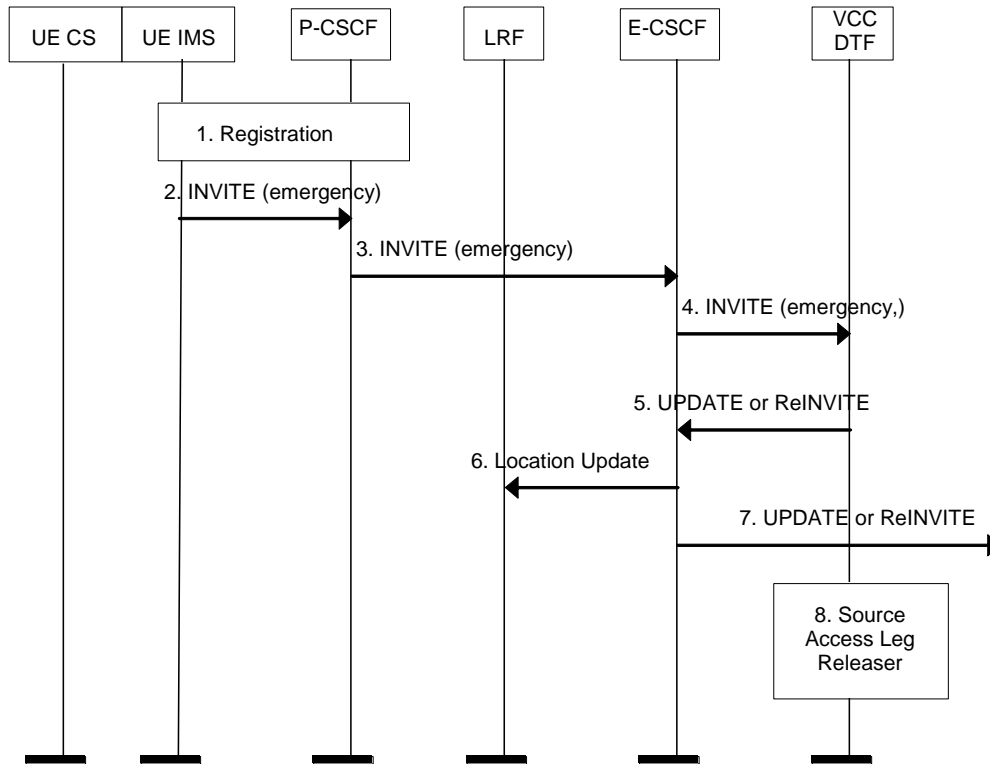 UE CS
UE IMS
P-CSCF
LRF
E-CSCF
VCC
DTF
1. Registration
2. INVITE (emergency)
3. INVITE (emergency)
4. INVITE (emergency,)
5. UPDATE or ReINVITE
6. Location Update
7. UPDATE or ReINVITE
8. Source
Access Leg
Releaser